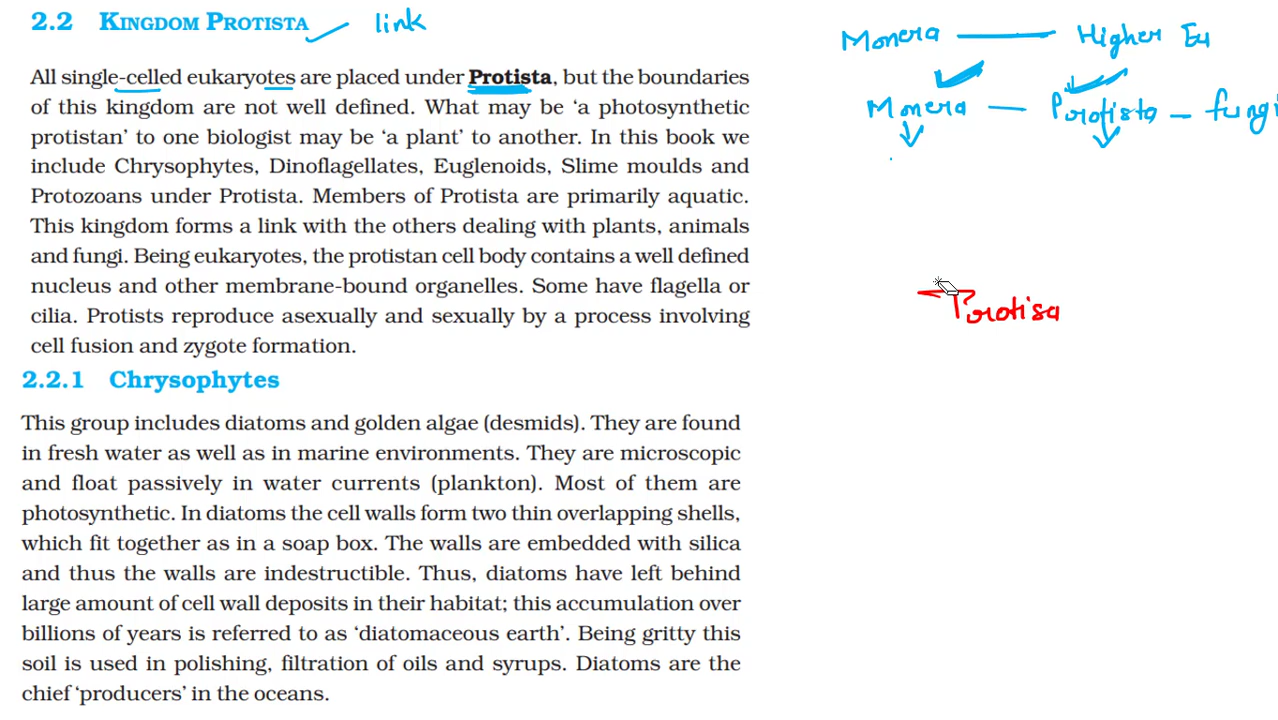 2.2 KINGDOM PROTISTA link
All single-celled eukaryotes are placed under Protista, but the boundaries
of this kingdom are not well defined. What may be ‘a photosynthetic
protistan’ to one biologist may be ‘a plant’ to another. In this book we
include Chrysophytes, Dinoflagellates, Euglenoids, Slime moulds and
Protozoans under Protista. Members of Protista are primarily aquatic.
This kingdom forms a link with the others dealing with plants, animals
and fungi. Being eukaryotes, the protistan cell body contains a well defined
nucleus and other membrane-bound organelles. Some have flagella or
cilia. Protists reproduce asexually and sexually by a process involving
cell fusion and zygote formation.
2.2.1 Chrysophytes
This group includes diatoms and golden algae (desmids). They are found
in fresh water as well as in marine environments. They are microscopic
and float passively in water currents (plankton). Most of them are
photosynthetic. In diatoms the cell walls form two thin overlapping shells,
which fit together as in a soap box. The walls are embedded with silica
and thus the walls are indestructible. Thus, diatoms have left behind
large amount of cell wall deposits in their habitat; this accumulation over
billions of years is referred to as ‘diatomaceous earth’. Being gritty this
soil is used in polishing, filtration of oils and syrups. Diatoms are the
chief ‘producers’ in the oceans.
Monera — Higher Eu
Monera — Protista — fungi
Protisa